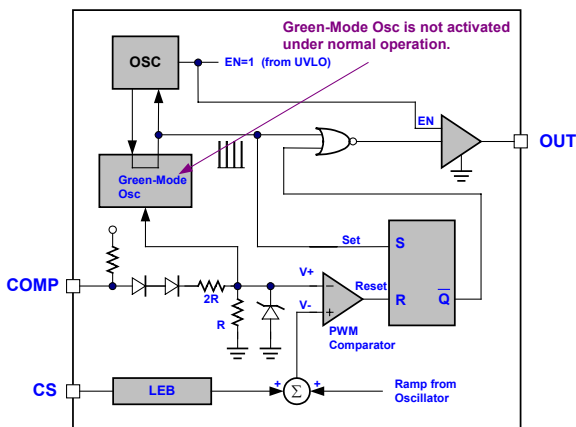 Green-Mode Osc is not activated
under normal operation.
OSC
EN=1 (from UVLO)
EN
OUT
Green-Mode
Osc
Set
S
COMP
2R
V+
−
Reset
R
Q
R
V-
+
PWM
Comparator
CS
LEB
+
Σ
+
Ramp from
Oscillator